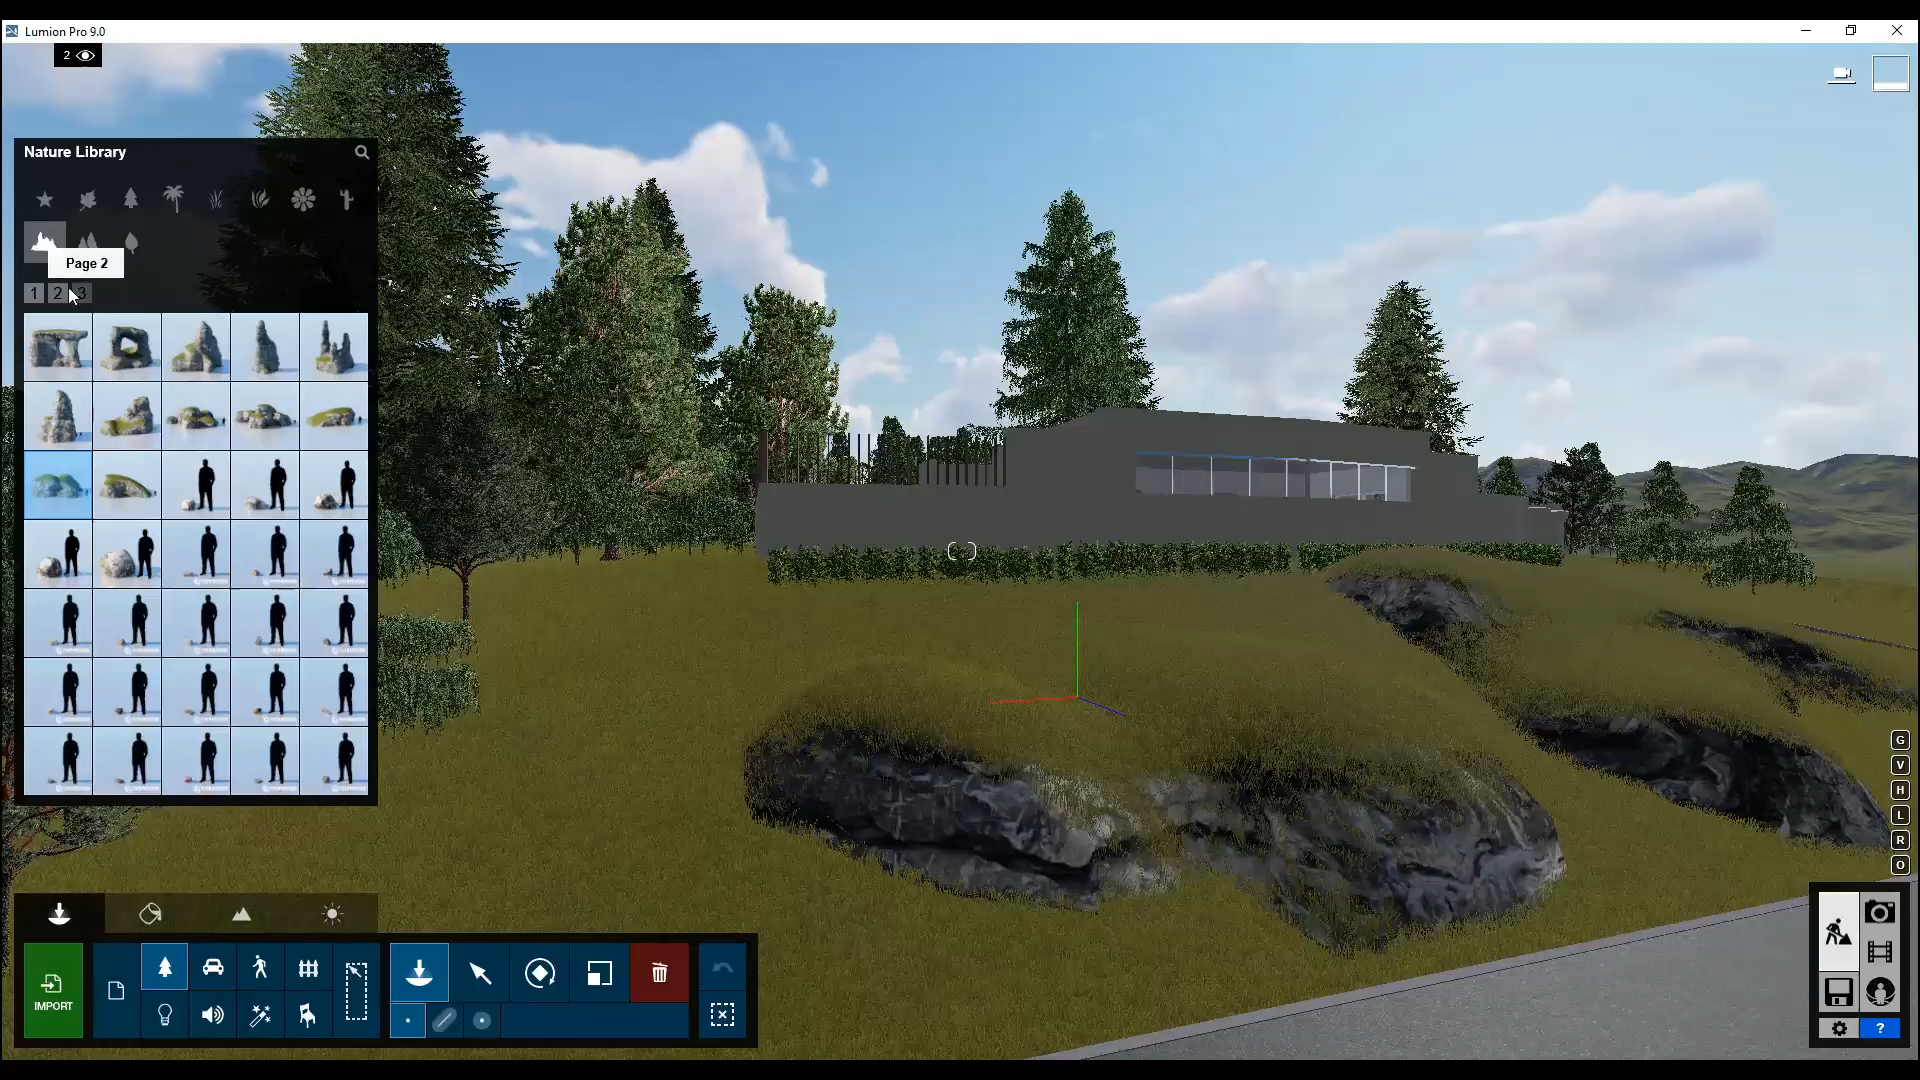 Lumion Pro 9.0
2
Nature Library
Page 2
1 2 3
G
V
H
L
R
O
IMPORT
?